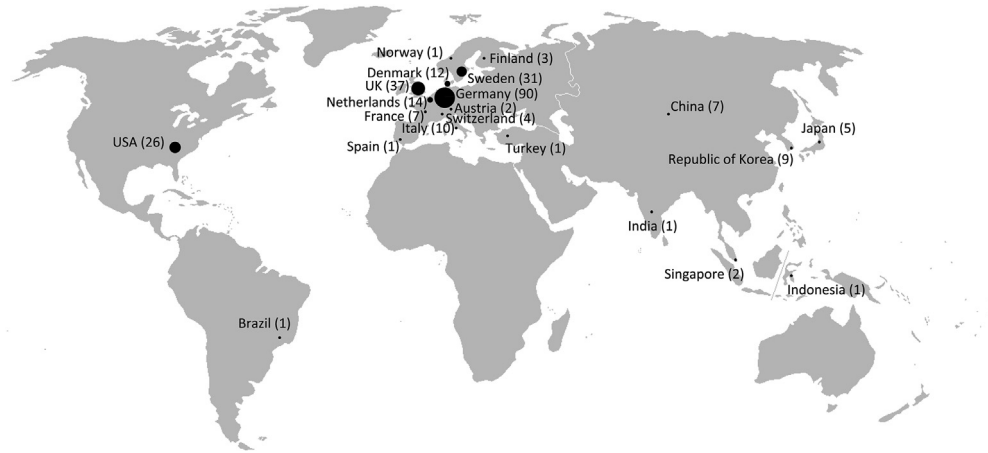 Norway (1)
Finland (3)
Denmark (12)
Sweden (31)
UK (37)
Germany (90)
Netherlands (14)
Austria (2)
France (7)
Switzerland (4)
Italy (10)
Spain (1)
Turkey (1)
USA (26)
China (7)
Japan (5)
Republic of Korea (9)
India (1)
Singapore (2)
Indonesia (1)
Brazil (1)